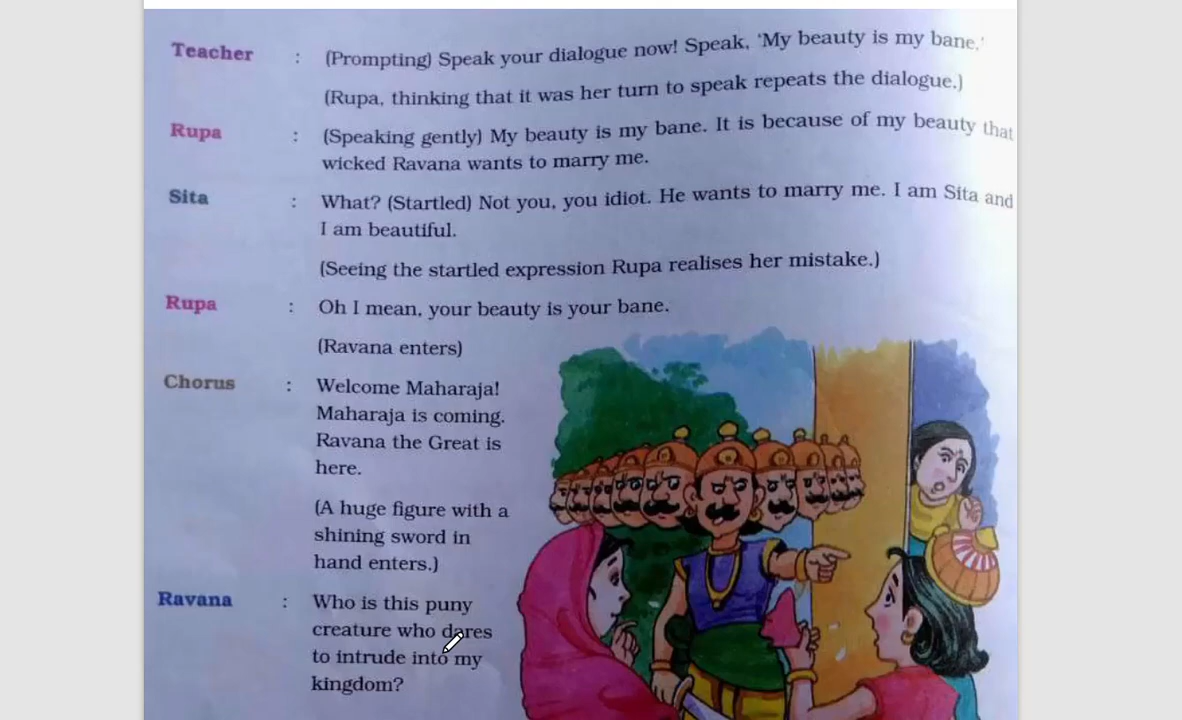 Teacher : (Prompting) Speak your dialogue now! Speak, 'My beauty is my bane.'
(Rupa, thinking that it was her turn to speak repeats the dialogue.)
Rupa : (Speaking gently) My beauty is my bane. It is because of my beauty that
wicked Ravana wants to marry me.
Sita : What? (Startled) Not you, you idiot. He wants to marry me. I am Sita and
I am beautiful.
(Seeing the startled expression Rupa realises her mistake.)
Rupa : Oh I mean, your beauty is your bane.
(Ravana enters)
Chorus : Welcome Maharaja!
Maharaja is coming.
Ravana the Great is
here.
(A huge figure with a
shining sword in
hand enters.)
Ravana : Who is this puny
creature who dares
to intrude into my
kingdom?